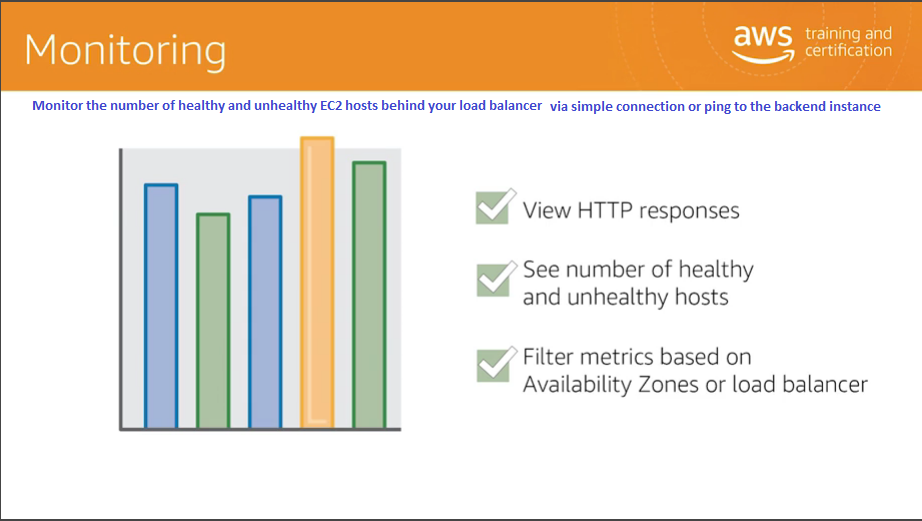 Monitoring
aws training and
certification
Monitor the number of healthy and unhealthy EC2 hosts behind your load balancer via simple connection or ping to the backend instance
View HTTP responses
See number of healthy
and unhealthy hosts
Filter metrics based on
Availability Zones or load balancer